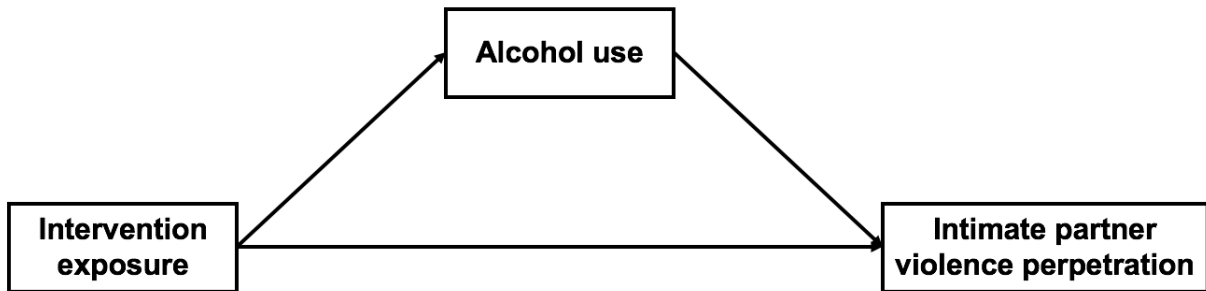 Alcohol use
Intervention
exposure
Intimate partner
violence perpetration